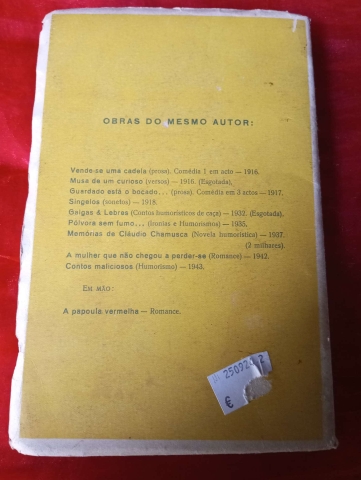 OBRAS DO MESMO AUTOR:
Vende-se uma cadela (prosa). Comédia 1 em acto — 1916.
Musa de um curioso (versos) — 1916. (Esgotada).
Guardado está o bocado... (prosa). Comédia em 3 actos — 1917.
Singelos (sonetos) — 1918.
Galgos & Lebres (Contos humorísticos de caça) — 1932. (Esgotada).
Pólvora sem fumo... (Ironias e Humorismos) — 1935.
Memórias de Cláudio Chamusca (Novela humorística) — 1937.
(2 milhares).
A mulher que não chegou a perder-se (Romance) — 1942.
Contos maliciosos (Humorismo) — 1943.
EM MÃO:
A papoula vermelha — Romance.
€